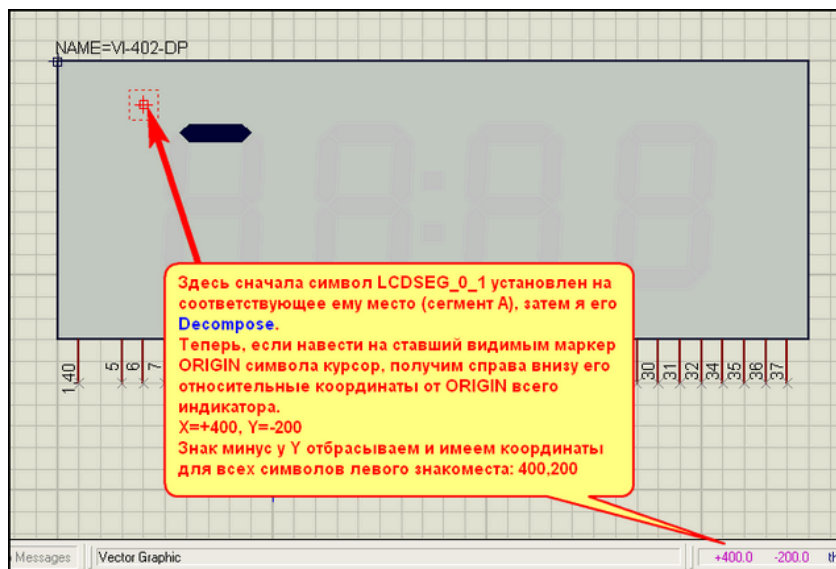 NAME=VI-402-DP
Здесь сначала символ LCDSEG_0_1 установлен на
соответствующее ему место (сегмент А), затем я его
Decompose.
Теперь, если навести на ставший видимым маркер
ORIGIN символа курсор, получим справа внизу его
относительные координаты от ORIGIN всего
индикатора.
X=+400, Y=-200
Знак минус у Y отбрасываем и имеем координаты
для всех символов левого знакоместа: 400,200
1,40 5 6 7 30 31 32 34 35 36 37
Messages Vector Graphic +400.0 -200.0 th